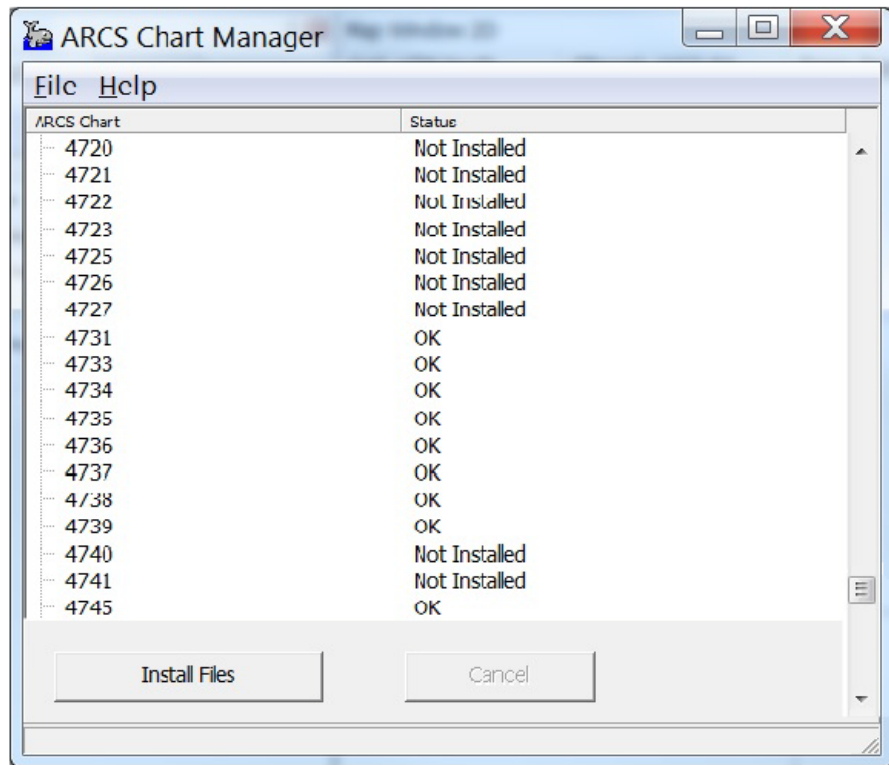 ARCS Chart Manager
File Help
ARCS Chart Status
4720 Not Installed
4721 Not Installed
4722 Not Installed
4723 Not Installed
4725 Not Installed
4726 Not Installed
4727 Not Installed
4731 OK
4733 OK
4734 OK
4735 OK
4736 OK
4737 OK
4738 OK
4739 OK
4740 Not Installed
4741 Not Installed
4745 OK
Install Files Cancel